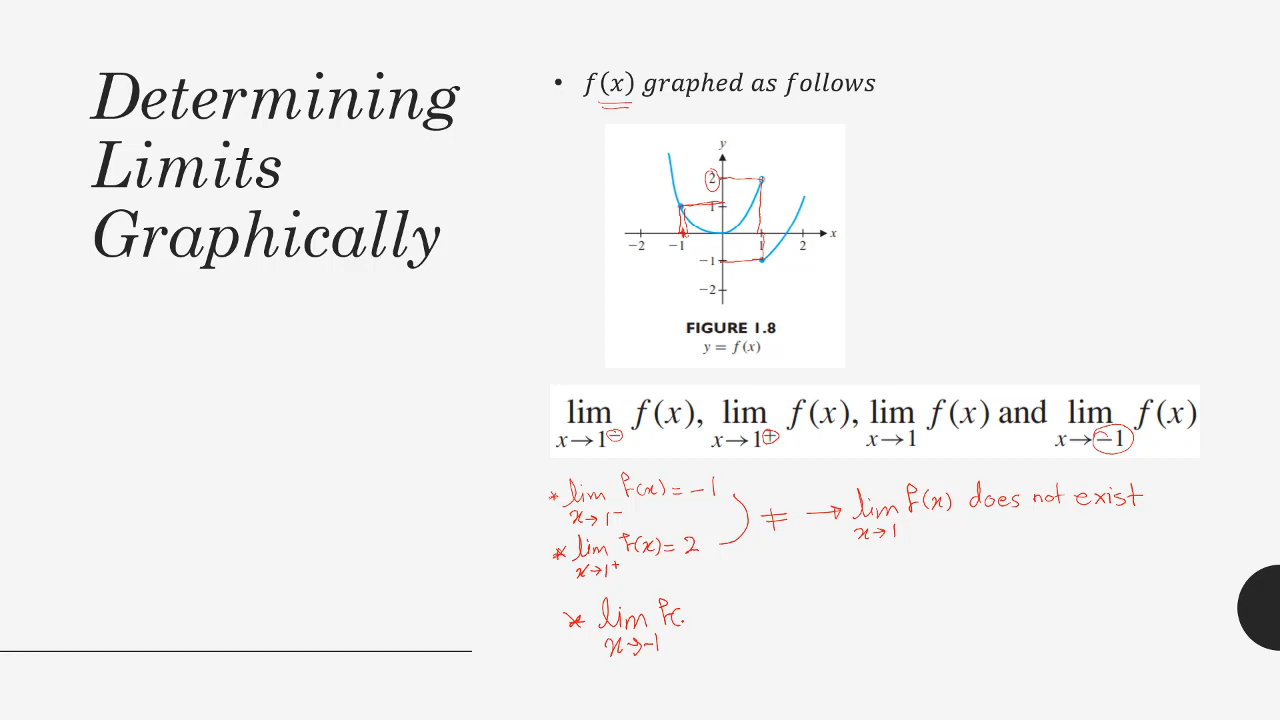 Determining
Limits
Graphically
• f(x) graphed as follows
y
2
1
−2 −1 1 2 x
−1
−2
FIGURE 1.8
y = f(x)
lim f(x), lim f(x), lim f(x) and lim f(x)
x→1⁻ x→1⁺ x→1 x→−1
* lim f(x) = −1
x→1⁻
≠ → lim f(x) does not exist
x→1
* lim f(x) = 2
x→1⁺
* lim f(
x→−1